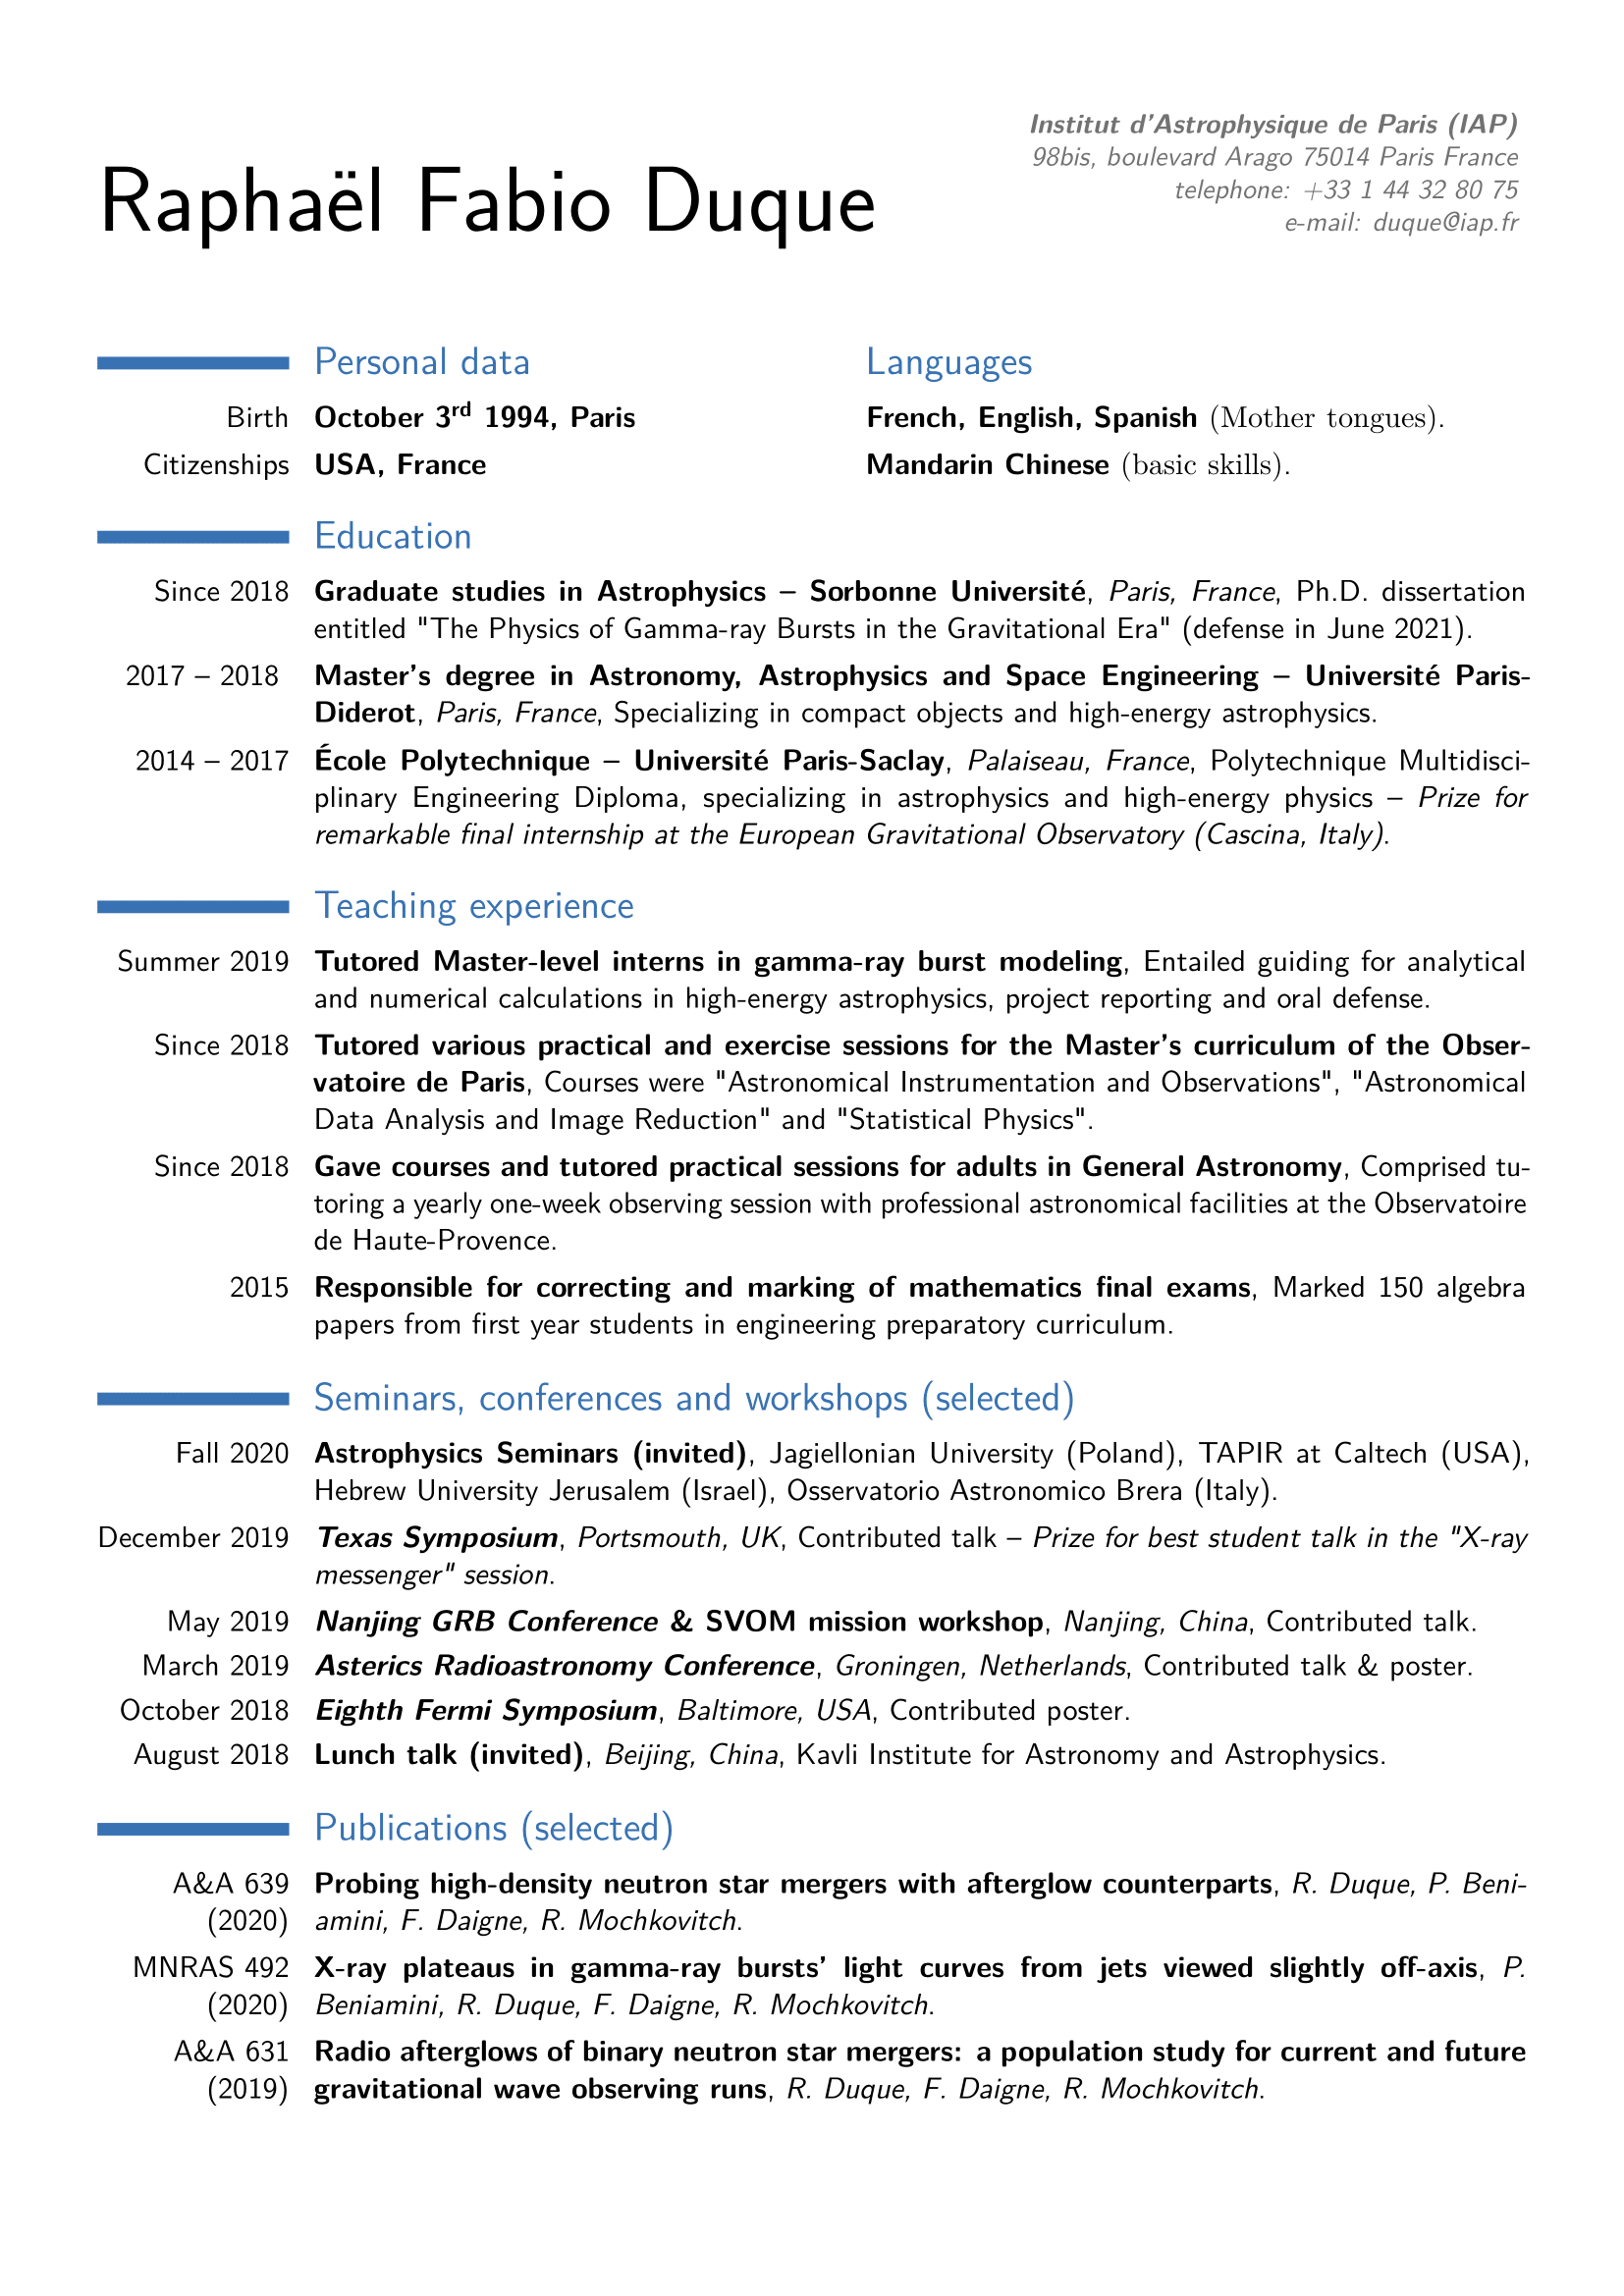 Institut d'Astrophysique de Paris (IAP)
98bis, boulevard Arago 75014 Paris France
telephone: +33 1 44 32 80 75
e-mail: duque@iap.fr
Raphaël Fabio Duque
Personal data
Birth October 3rd 1994, Paris
Citizenships USA, France
Languages
French, English, Spanish (Mother tongues).
Mandarin Chinese (basic skills).
Education
Since 2018 Graduate studies in Astrophysics – Sorbonne Université, Paris, France, Ph.D. dissertation
entitled "The Physics of Gamma-ray Bursts in the Gravitational Era" (defense in June 2021).
2017 – 2018 Master's degree in Astronomy, Astrophysics and Space Engineering – Université Paris-
Diderot, Paris, France, Specializing in compact objects and high-energy astrophysics.
2014 – 2017 École Polytechnique – Université Paris-Saclay, Palaiseau, France, Polytechnique Multidisci-
plinary Engineering Diploma, specializing in astrophysics and high-energy physics – Prize for
remarkable final internship at the European Gravitational Observatory (Cascina, Italy).
Teaching experience
Summer 2019 Tutored Master-level interns in gamma-ray burst modeling, Entailed guiding for analytical
and numerical calculations in high-energy astrophysics, project reporting and oral defense.
Since 2018 Tutored various practical and exercise sessions for the Master's curriculum of the Obser-
vatoire de Paris, Courses were "Astronomical Instrumentation and Observations", "Astronomical
Data Analysis and Image Reduction" and "Statistical Physics".
Since 2018 Gave courses and tutored practical sessions for adults in General Astronomy, Comprised tu-
toring a yearly one-week observing session with professional astronomical facilities at the Observatoire
de Haute-Provence.
2015 Responsible for correcting and marking of mathematics final exams, Marked 150 algebra
papers from first year students in engineering preparatory curriculum.
Seminars, conferences and workshops (selected)
Fall 2020 Astrophysics Seminars (invited), Jagiellonian University (Poland), TAPIR at Caltech (USA),
Hebrew University Jerusalem (Israel), Osservatorio Astronomico Brera (Italy).
December 2019 Texas Symposium, Portsmouth, UK, Contributed talk – Prize for best student talk in the "X-ray
messenger" session.
May 2019 Nanjing GRB Conference & SVOM mission workshop, Nanjing, China, Contributed talk.
March 2019 Asterics Radioastronomy Conference, Groningen, Netherlands, Contributed talk & poster.
October 2018 Eighth Fermi Symposium, Baltimore, USA, Contributed poster.
August 2018 Lunch talk (invited), Beijing, China, Kavli Institute for Astronomy and Astrophysics.
Publications (selected)
A&A 639 Probing high-density neutron star mergers with afterglow counterparts, R. Duque, P. Beni-
(2020) amini, F. Daigne, R. Mochkovitch.
MNRAS 492 X-ray plateaus in gamma-ray bursts' light curves from jets viewed slightly off-axis, P.
(2020) Beniamini, R. Duque, F. Daigne, R. Mochkovitch.
A&A 631 Radio afterglows of binary neutron star mergers: a population study for current and future
(2019) gravitational wave observing runs, R. Duque, F. Daigne, R. Mochkovitch.